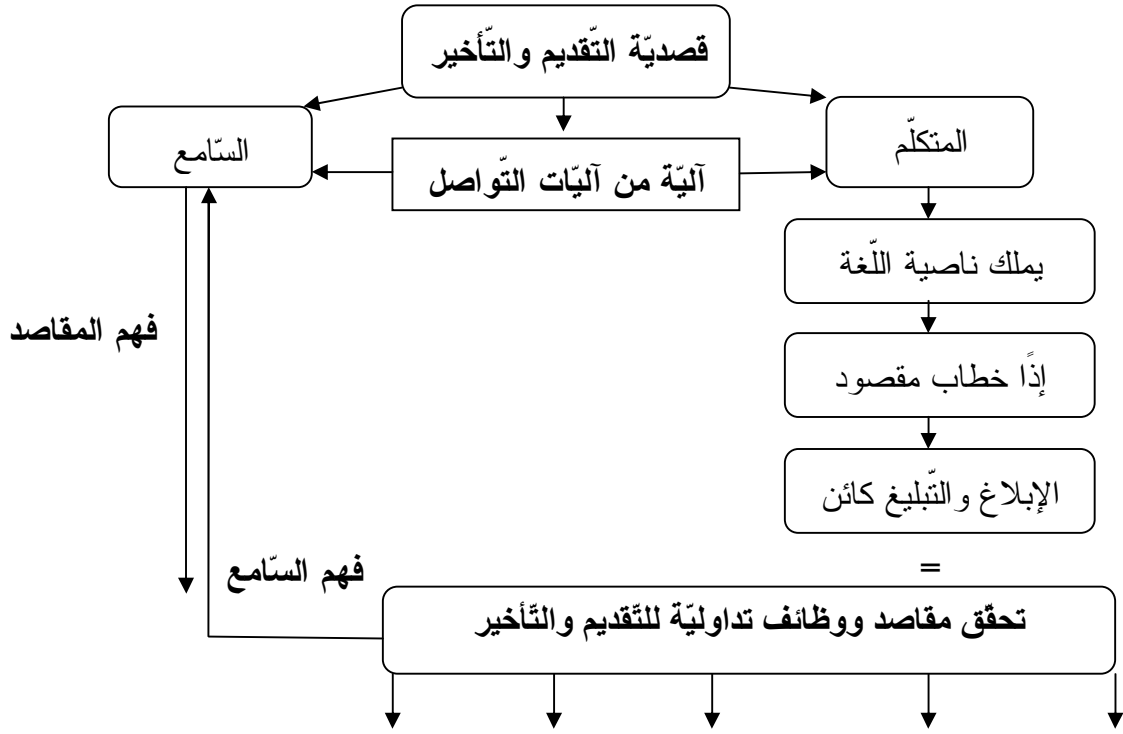 قصديّة التّقديم والتّأخير
المتكلّم
السّامع
آليّة من آليّات التّواصل
يملك ناصية اللّغة
فهم المقاصد
إذًا خطاب مقصود
الإبلاغ والتّبليغ كائن
=
فهم السّامع
تحقّق مقاصد ووظائف تداوليّة للتّقديم والتّأخير